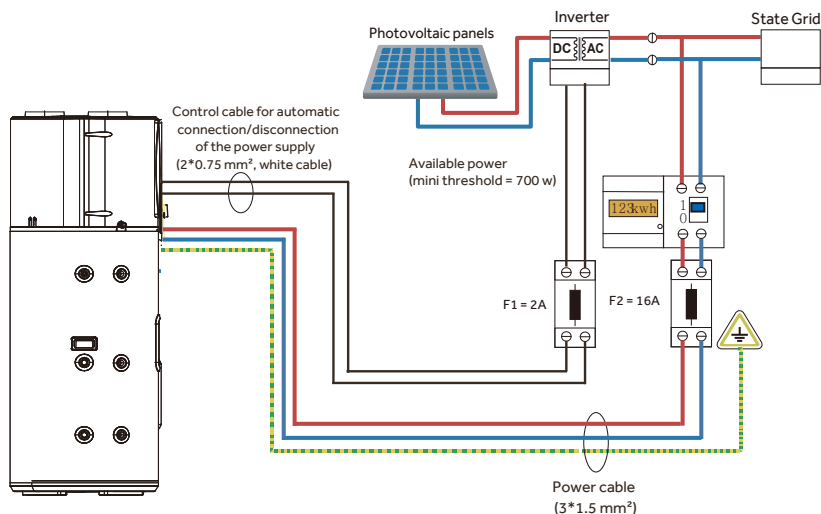 Inverter
State Grid
Photovoltaic panels
DC
AC
Control cable for automatic
connection/disconnection
of the power supply
(2*0.75 mm², white cable)
Available power
(mini threshold = 700 w)
123kwh
1
0
F1 = 2A
F2 = 16A
Power cable
(3*1.5 mm²)